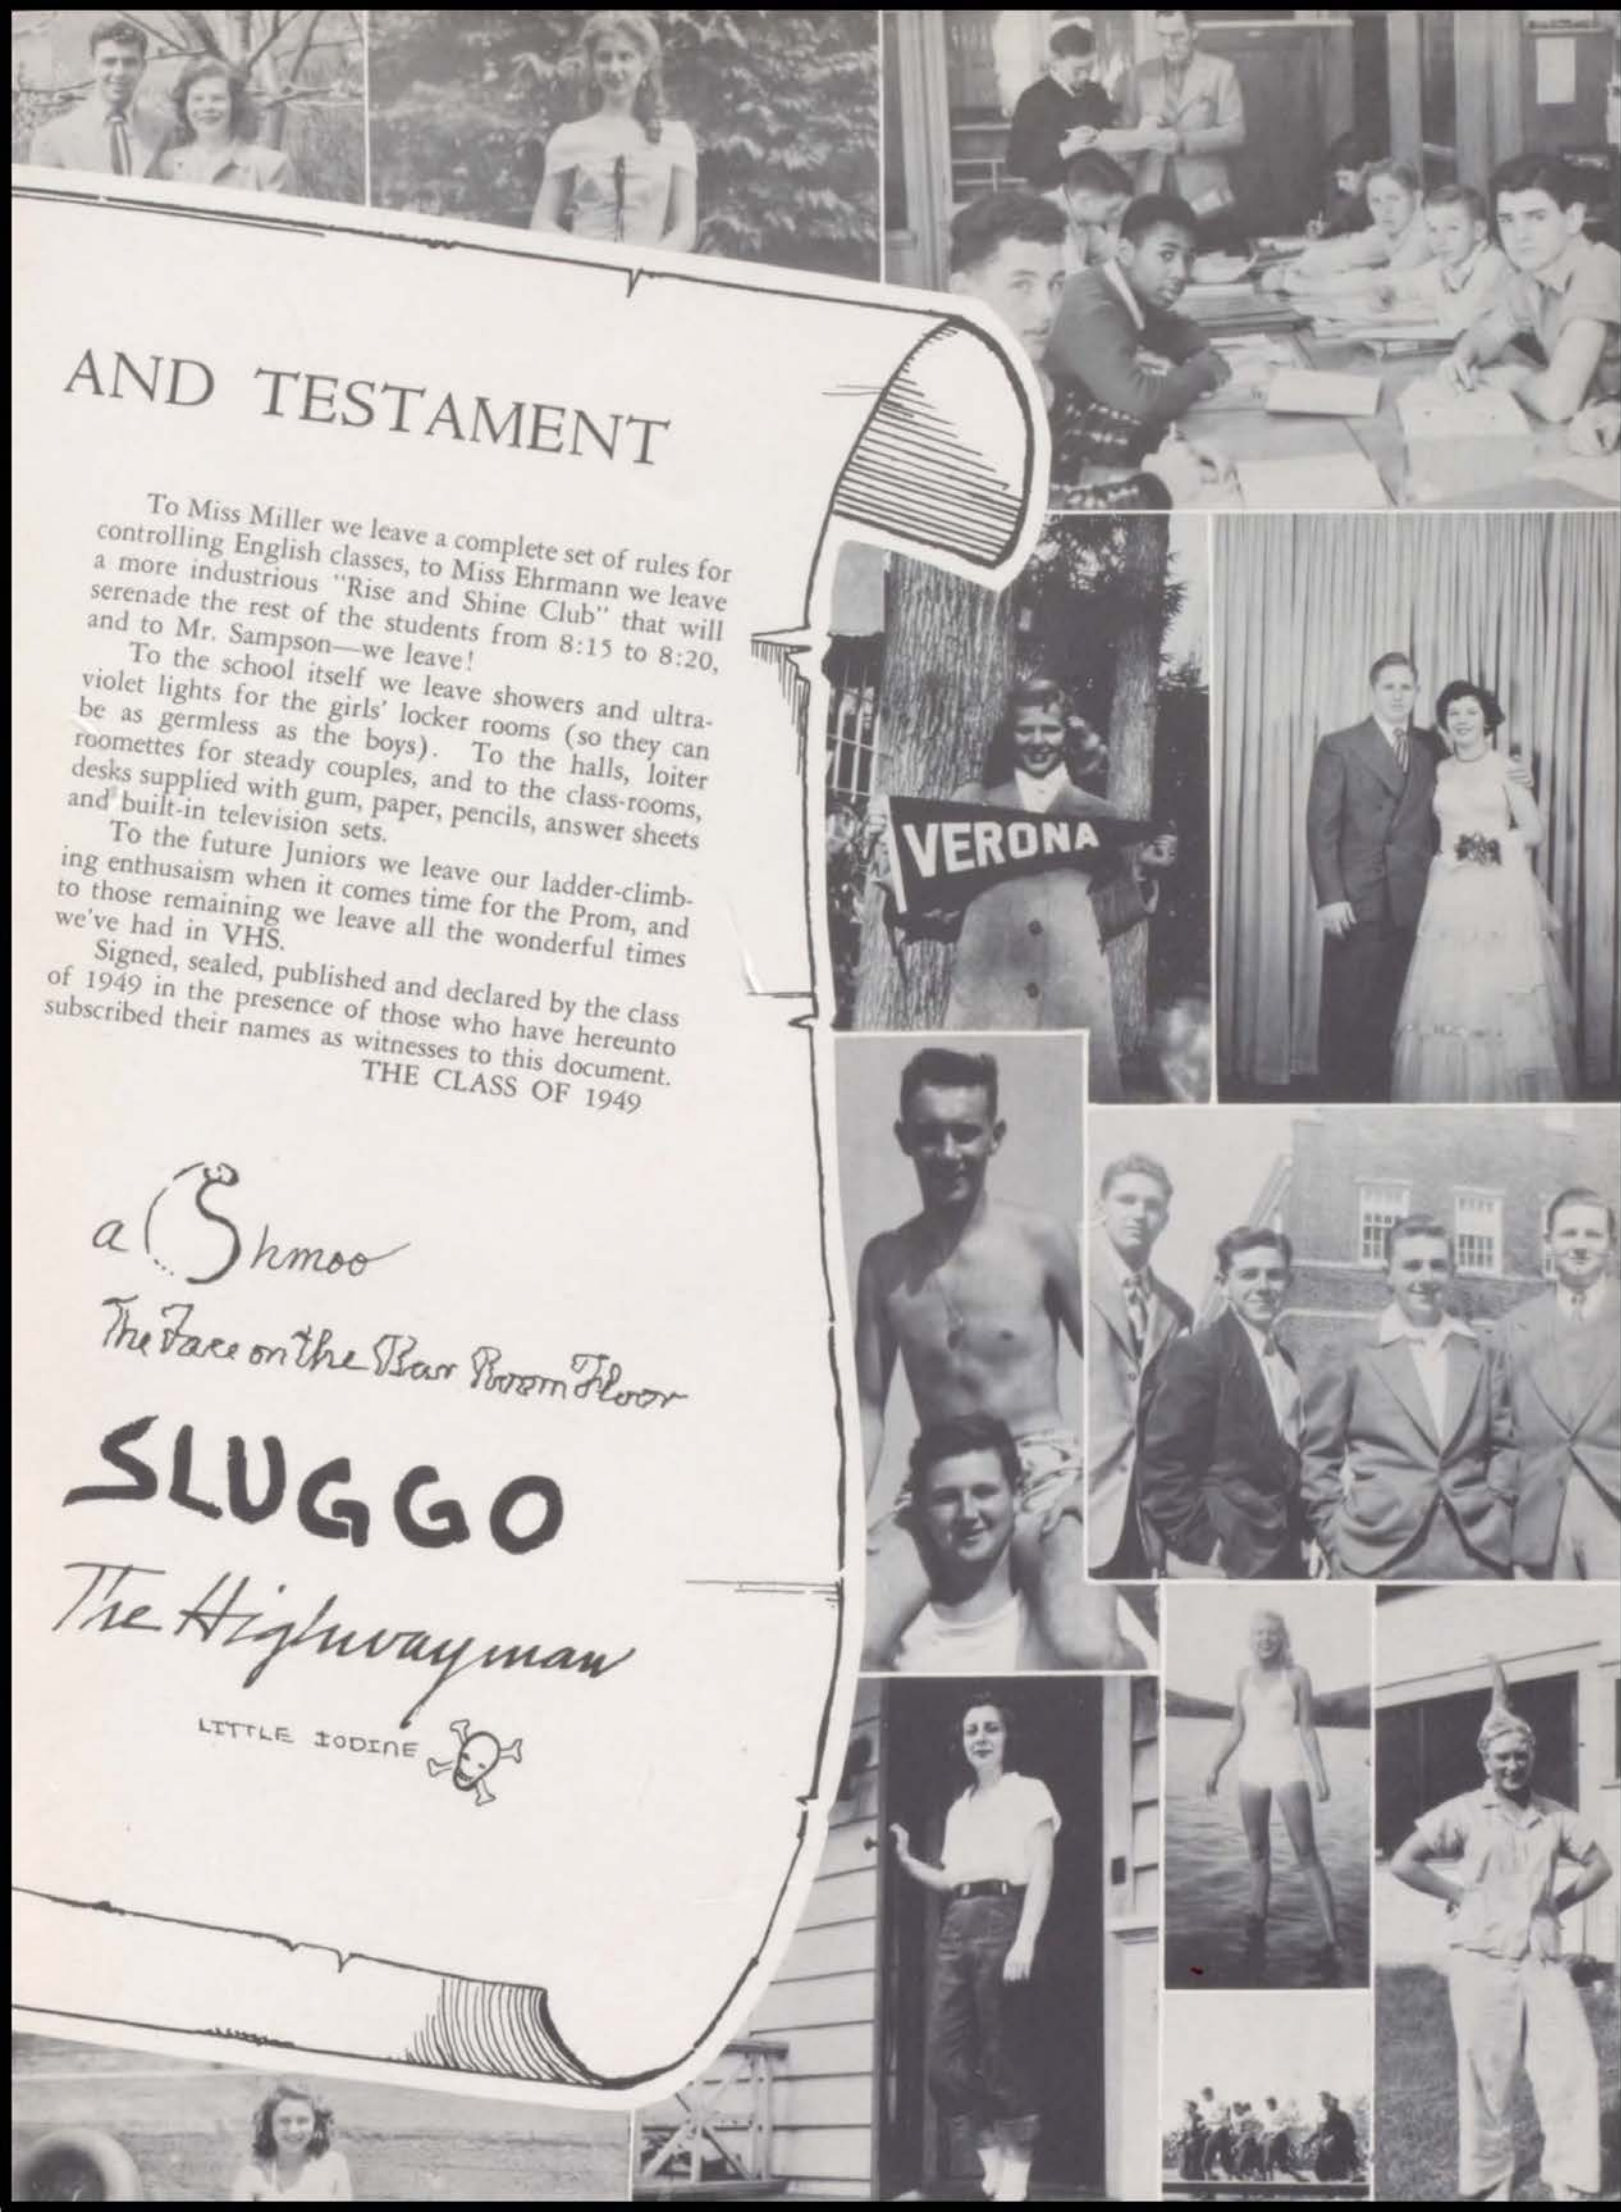 AND TESTAMENT
To Miss Miller we leave a complete set of rules for
controlling English classes, to Miss Ehrmann we leave
a more industrious "Rise and Shine Club" that will
serenade the rest of the students from 8:15 to 8:20,
and to Mr. Sampson—we leave!
To the school itself we leave showers and ultra-
violet lights for the girls' locker rooms (so they can
be as germless as the boys). To the halls, loiter
roomettes for steady couples, and to the class-rooms,
desks supplied with gum, paper, pencils, answer sheets
and built-in television sets.
To the future Juniors we leave our ladder-climb-
ing enthusaism when it comes time for the Prom, and
to those remaining we leave all the wonderful times
we've had in VHS.
Signed, sealed, published and declared by the class
of 1949 in the presence of those who have hereunto
subscribed their names as witnesses to this document.
THE CLASS OF 1949
a Shmoo
The Face on the Bar Room Floor
SLUGGO
The Highwayman
LITTLE IODINE
VERONA